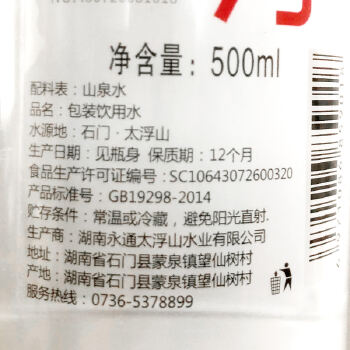 净含量：500ml
配料表：山泉水
品名：包装饮用水
水源地：石门·太浮山
生产日期：见瓶身 保质期：12个月
食品生产许可证编号：SC10643072600320
产品标准号：GB19298-2014
贮存条件：常温或冷藏，避免阳光直射.
生产商：湖南永通太浮山水业有限公司
地址：湖南省石门县蒙泉镇望仙树村
产地：湖南省石门县蒙泉镇望仙树村
服务热线：0736-5378899